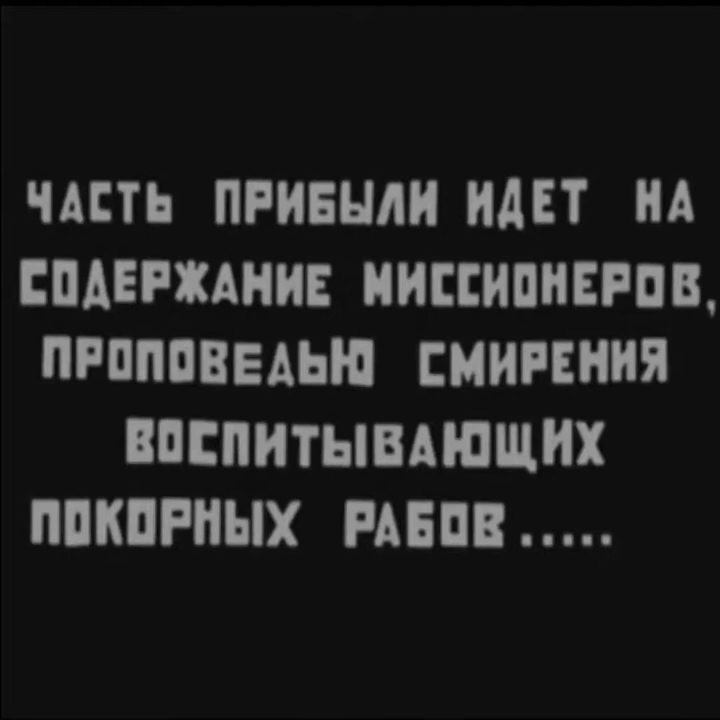 ЧАСТЬ ПРИБЫЛИ ИДЕТ НА
СОДЕРЖАНИЕ МИССИОНЕРОВ,
ПРОПОВЕДЬЮ СМИРЕНИЯ
ВОСПИТЫВАЮЩИХ
ПОКОРНЫХ РАБОВ.....